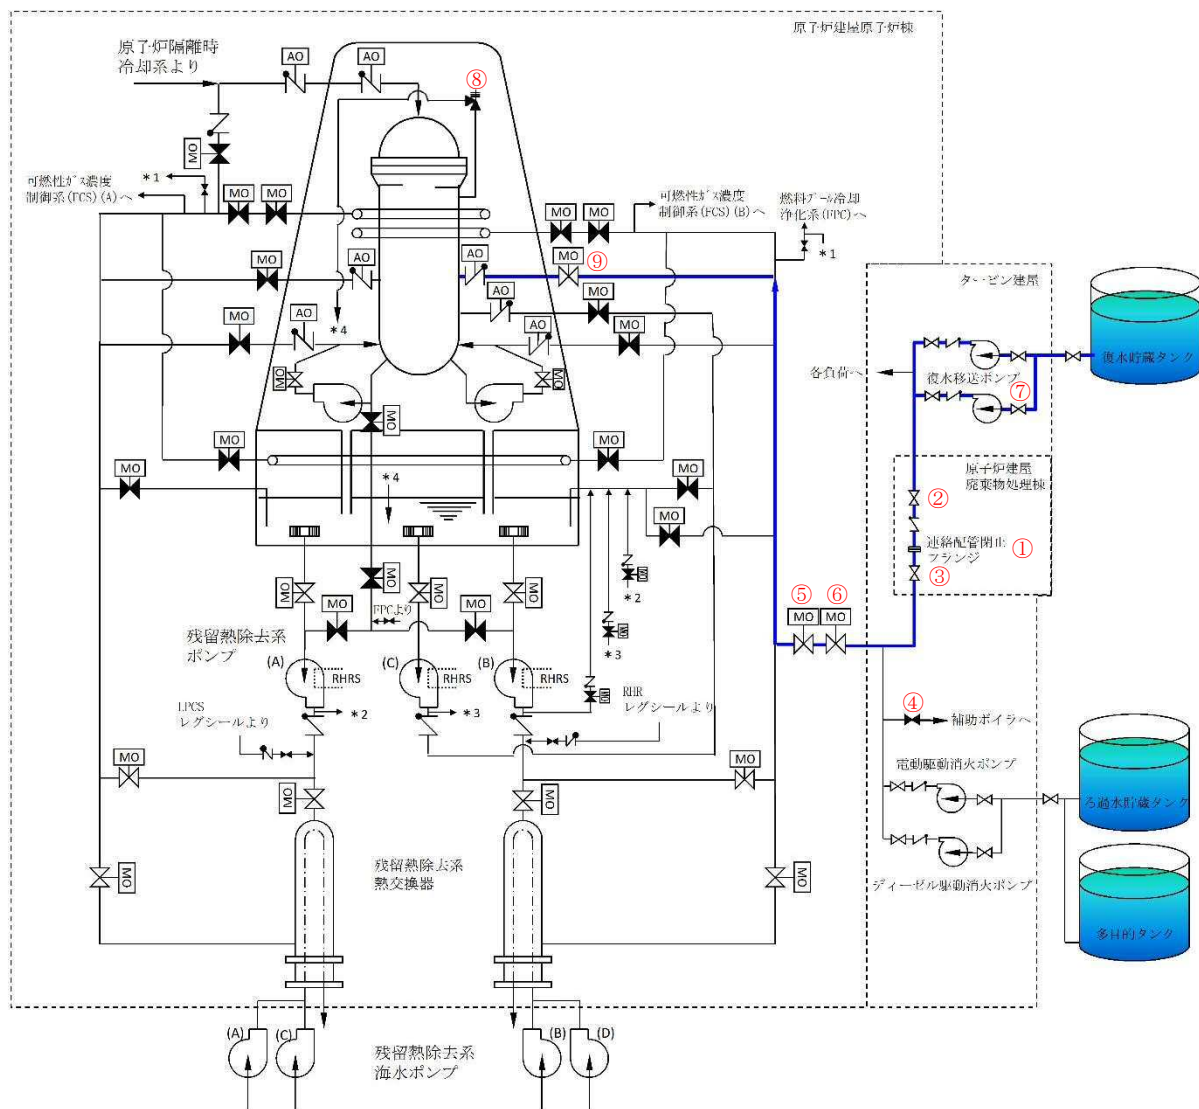 原子炉建屋原子炉棟
原子炉隔離時
冷却系より
AO
AO
⑧
MO
可燃性ガス濃度
制御系(FCS)(A)へ
*1
MO
MO
可燃性ガス濃度
制御系(FCS)(B)へ
燃料プール冷却
浄化系(FPC)へ
*1
MO
MO
MO
AO
AO
MO
⑨
タービン建屋
AO
MO
MO
AO
*4
AO
MO
各負荷へ
復水移送ポンプ
⑦
復水貯蔵タンク
MO
MO
MO
MO
MO
原子炉建屋
廃棄物処理棟
MO
*4
MO
MO
②
連絡配管閉止
フランジ
①
③
MO
MO
MO
MO
MO
*2
FPCより
MO
MO
MO
*3
⑤
⑥
MO
MO
残留熱除去系
ポンプ
(A)
RHRS
(C)
RHRS
(B)
RHRS
MO
LPCS
レグシールより
*2
*3
RHR
レグシールより
④
補助ボイラへ
MO
MO
MO
MO
電動駆動消火ポンプ
ろ過水貯蔵タンク
残留熱除去系
熱交換器
MO
MO
ディーゼル駆動消火ポンプ
多目的タンク
(A)
(C)
(B)
(D)
残留熱除去系
海水ポンプ